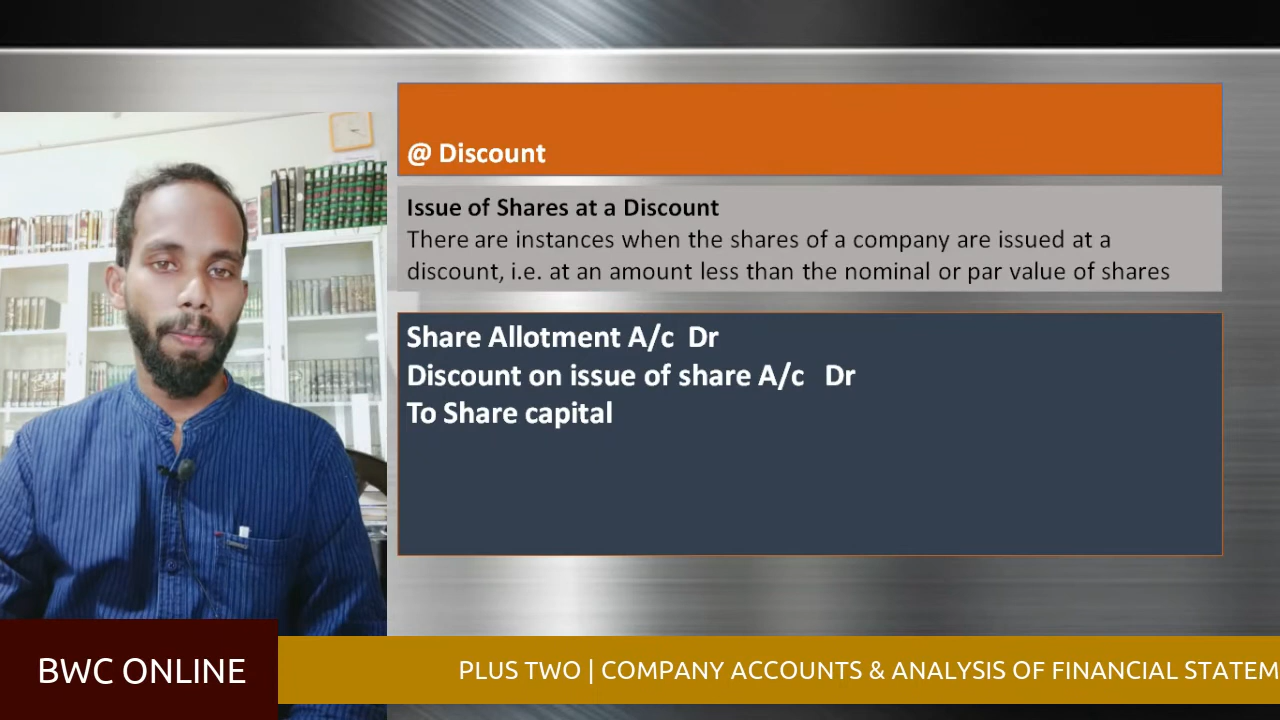 @ Discount
Issue of Shares at a Discount
There are instances when the shares of a company are issued at a
discount, i.e. at an amount less than the nominal or par value of shares
Share Allotment A/c Dr
Discount on issue of share A/c Dr
To Share capital
BWC ONLINE
PLUS TWO | COMPANY ACCOUNTS & ANALYSIS OF FINANCIAL STATEM